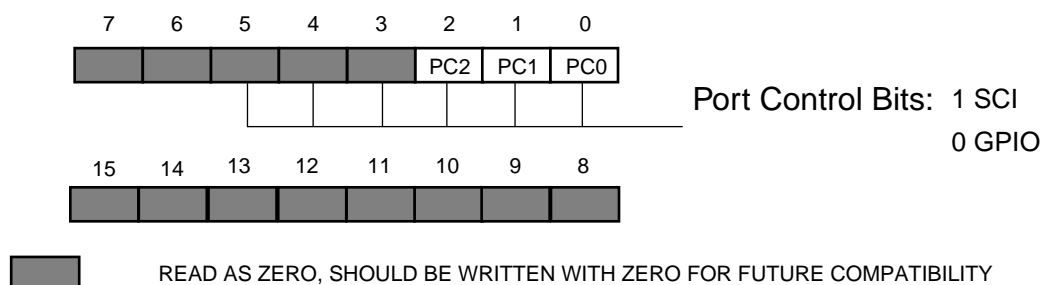 7 6 5 4 3 2 1 0
PC2 PC1 PC0
Port Control Bits: 1 SCI
0 GPIO
15 14 13 12 11 10 9 8
READ AS ZERO, SHOULD BE WRITTEN WITH ZERO FOR FUTURE COMPATIBILITY